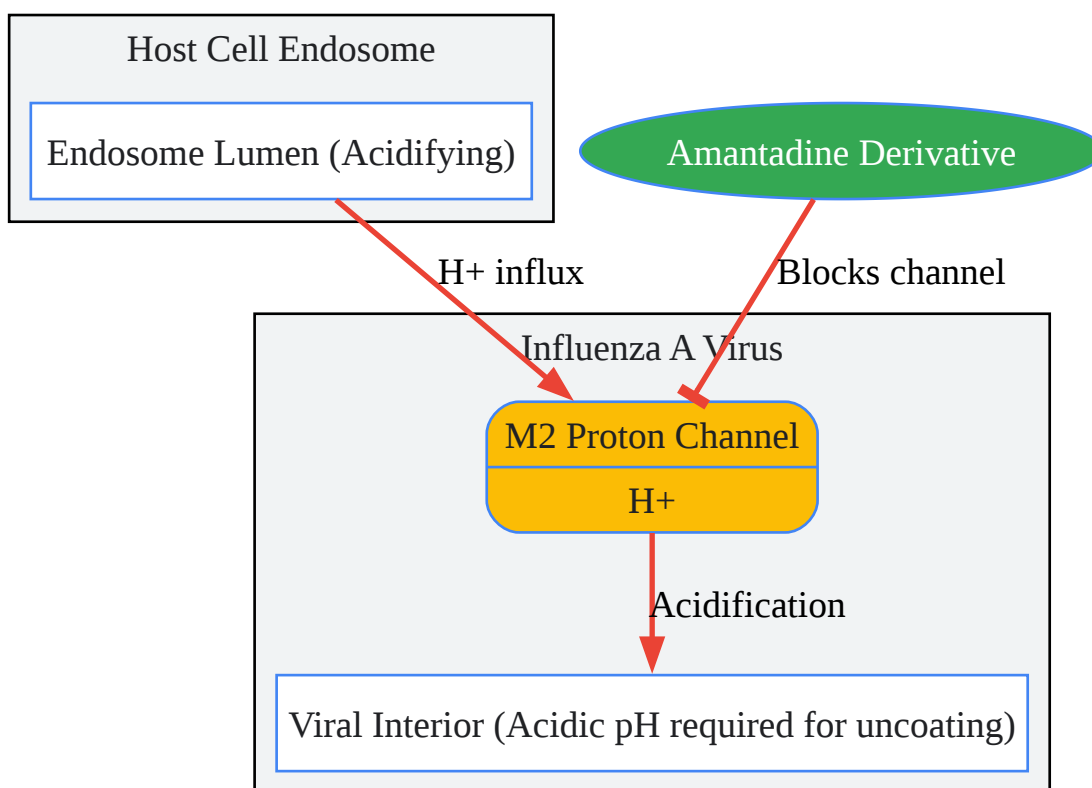 Host Cell Endosome
Endosome Lumen (Acidifying)
Amantadine Derivative
H+ influx
Blocks channel
Influenza A Virus
M2 Proton Channel
H+
Acidification
Viral Interior (Acidic pH required for uncoating)